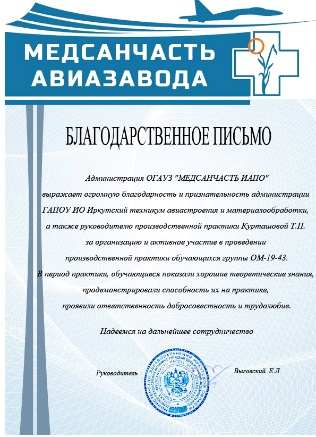 МЕДСАНЧАСТЬ
АВИАЗАВОДА
БЛАГОДАРСТВЕННОЕ ПИСЬМО
Администрация ОГАУЗ "МЕДСАНЧАСТЬ ИАПО"
выражает огромную благодарность и признательность администрации
ГАПОУ ИО Иркутский техникум авиастроения и материалообработки,
а также руководителю производственной практики Курташовой Т.П.
за организацию и активное участие в проведении
производственной практики обучающихся группы ОМ-19-43.
В период практики, обучающиеся показали хорошие теоретические знания,
продемонстрировали способность их на практике,
проявили ответственность добросовестность и трудолюбие.
Надеемся на дальнейшее сотрудничество
Руководитель
Выговский Е.Л